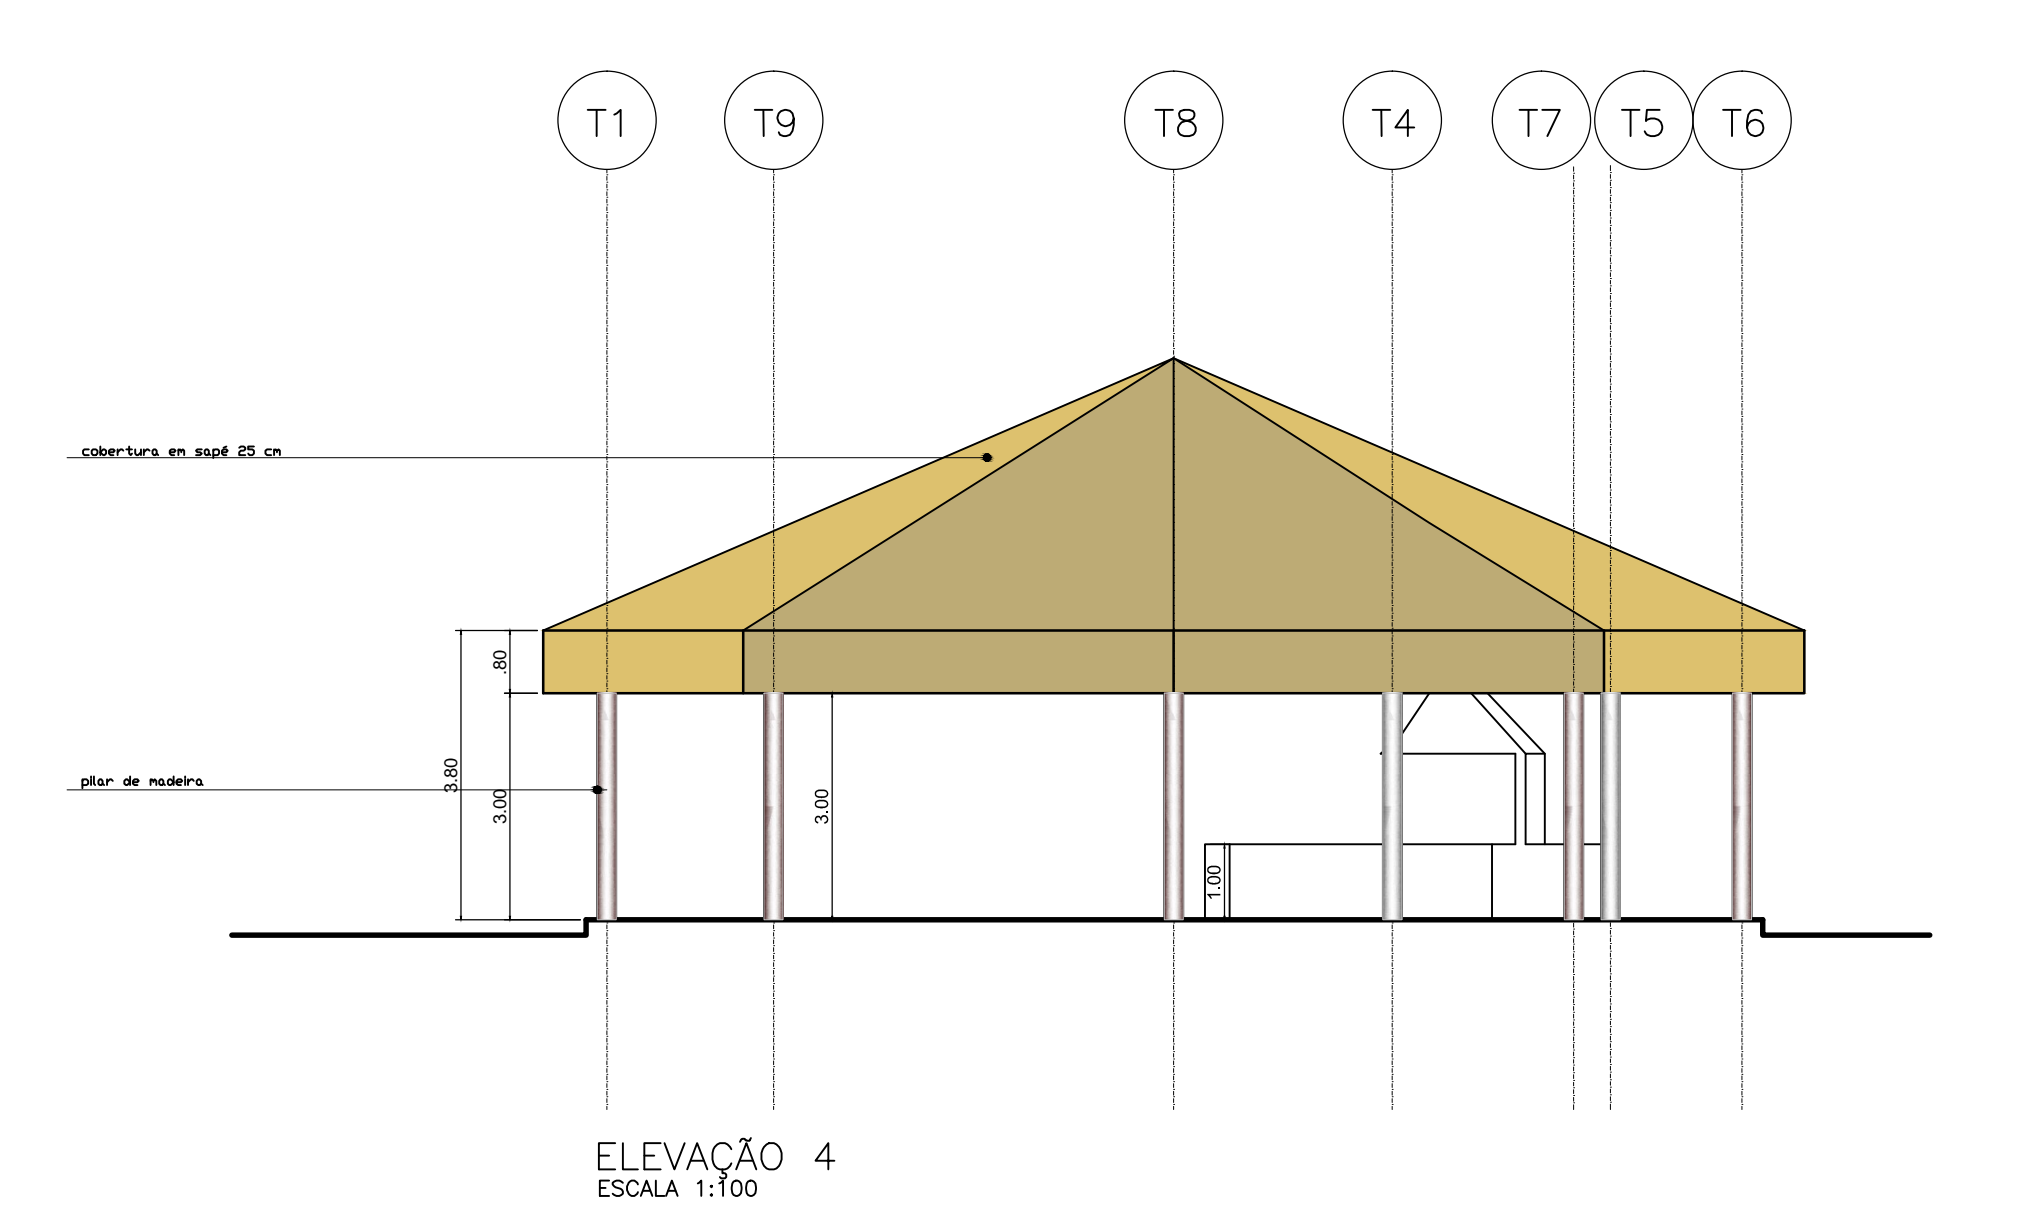 T1 T9 T8 T4 T7 T5 T6
cobertura em sapé 25 cm
.80
3.80
3.00
3.00
pilar de madeira
1.00
ELEVAÇÃO 4
ESCALA 1:100